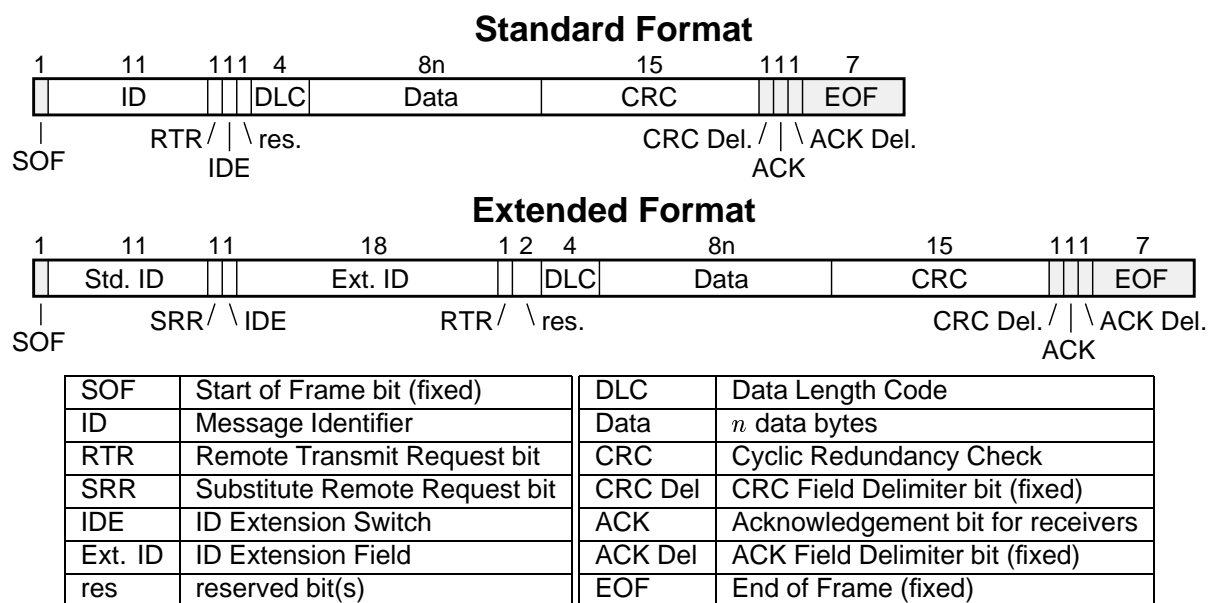 Standard Format
1 11 1 1 1 4 8n 15 1 1 1 7
ID DLC Data CRC EOF
RTR res. CRC Del. ACK Del.
SOF IDE ACK
Extended Format
1 11 1 1 18 1 2 4 8n 15 1 1 1 7
Std. ID Ext. ID DLC Data CRC EOF
SRR IDE RTR res. CRC Del. ACK Del.
SOF ACK
SOF Start of Frame bit (fixed) DLC Data Length Code
ID Message Identifier Data n data bytes
RTR Remote Transmit Request bit CRC Cyclic Redundancy Check
SRR Substitute Remote Request bit CRC Del CRC Field Delimiter bit (fixed)
IDE ID Extension Switch ACK Acknowledgement bit for receivers
Ext. ID ID Extension Field ACK Del ACK Field Delimiter bit (fixed)
res reserved bit(s) EOF End of Frame (fixed)